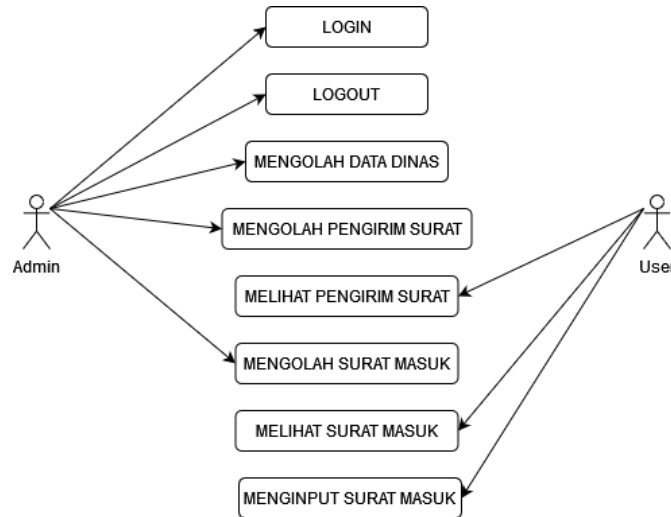 LOGIN
LOGOUT
MENGOLAH DATA DINAS
MENGOLAH PENGIRIM SURAT
Admin
User
MELIHAT PENGIRIM SURAT
MENGOLAH SURAT MASUK
MELIHAT SURAT MASUK
MENGINPUT SURAT MASUK